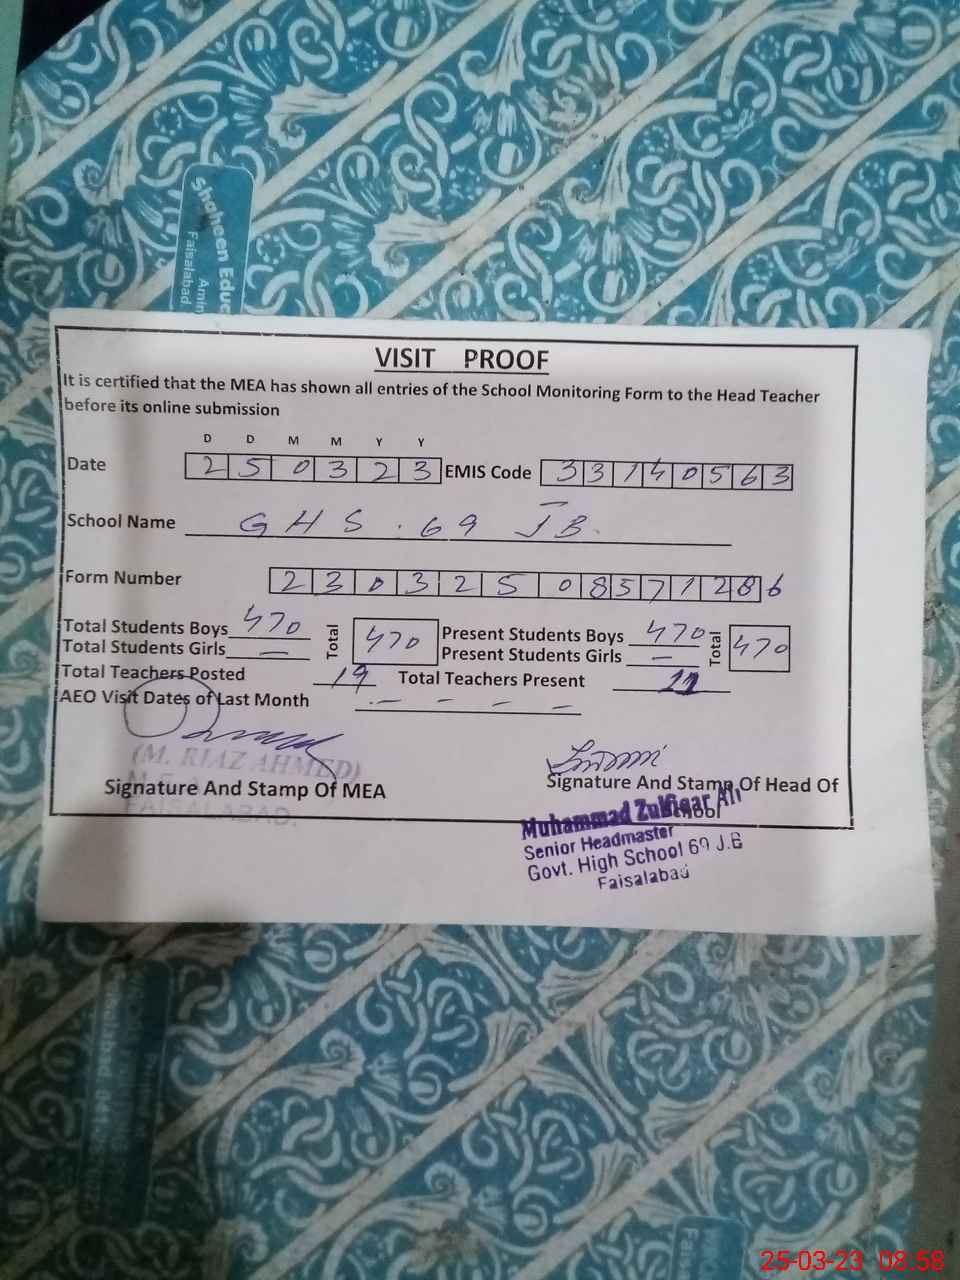 Shaheen Educ
Amin
Faisalabad
VISIT PROOF
It is certified that the MEA has shown all entries of the School Monitoring Form to the Head Teacher
before its online submission
D D M M Y Y
Date 2 5 0 3 2 3 EMIS Code 3 3 1 4 0 5 6 3
School Name G H S . 69 JB.
Form Number 2 3 0 3 2 5 0 8 5 7 1 2 8 6
Total Students Boys 470 Total 470 Present Students Boys 470 Total 470
Total Students Girls — Present Students Girls —
Total Teachers Posted 19 Total Teachers Present
AEO Visit Dates of Last Month - - - -
(M. RIAZ AHMED)
Signature And Stamp Of MEA
FAISALABAD.
Signature And Stamp Of Head Of
School
Muhammad Zulfiqar Ali
Senior Headmaster
Govt. High School 69 J.B
Faisalabad
25-03-23 08:58